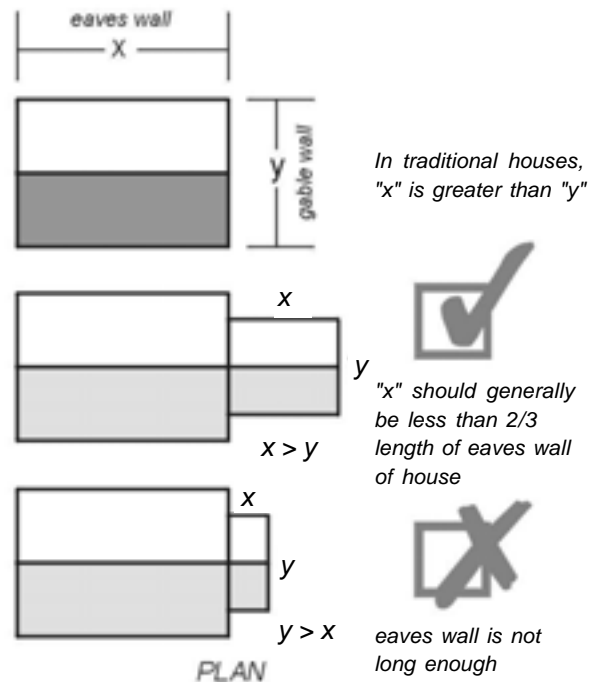 eaves wall
x
y
gable wall
In traditional houses,
"x" is greater than "y"
x
y
x > y
"x" should generally
be less than 2/3
length of eaves wall
of house
x
y
y > x
eaves wall is not
long enough
PLAN